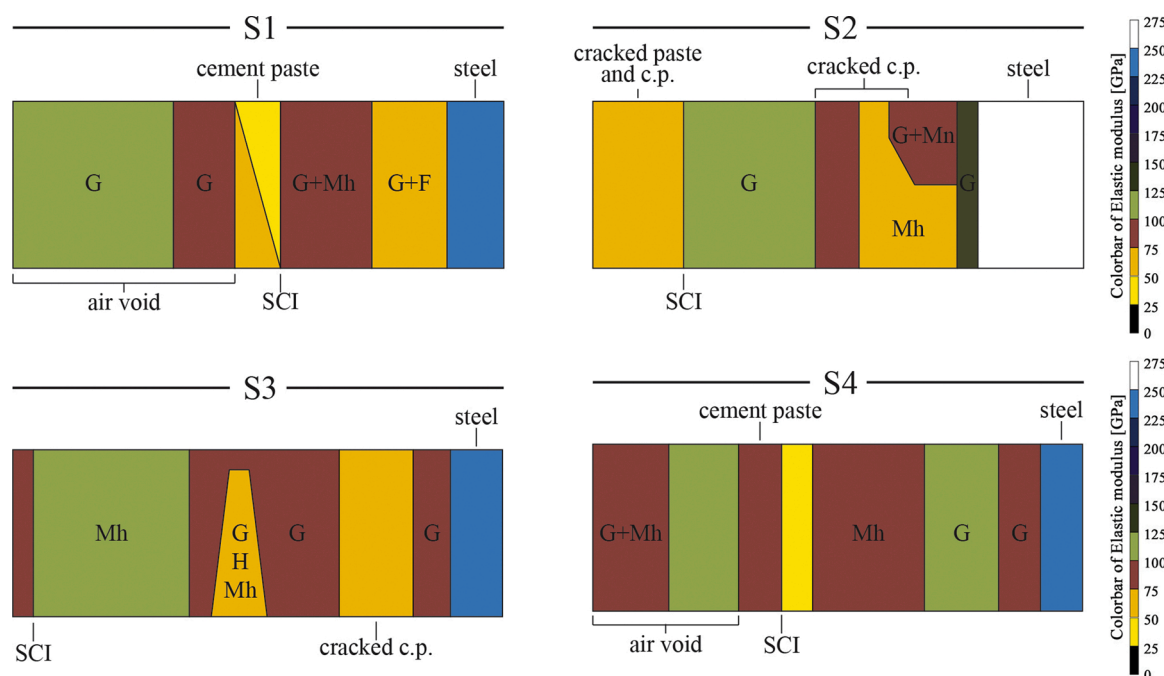 S1
cement paste
steel
G
G
G+Mh
G+F
air void
SCI
S2
cracked paste
and c.p.
cracked c.p.
steel
G
G+Mn
Mh
G
SCI
Colorbar of Elastic modulus [GPa]
275
250
225
200
175
150
125
100
75
50
25
0
S3
steel
Mh
G
H
Mh
G
G
SCI
cracked c.p.
S4
cement paste
steel
G+Mh
Mh
G
G
air void
SCI
Colorbar of Elastic modulus [GPa]
275
250
225
200
175
150
125
100
75
50
25
0